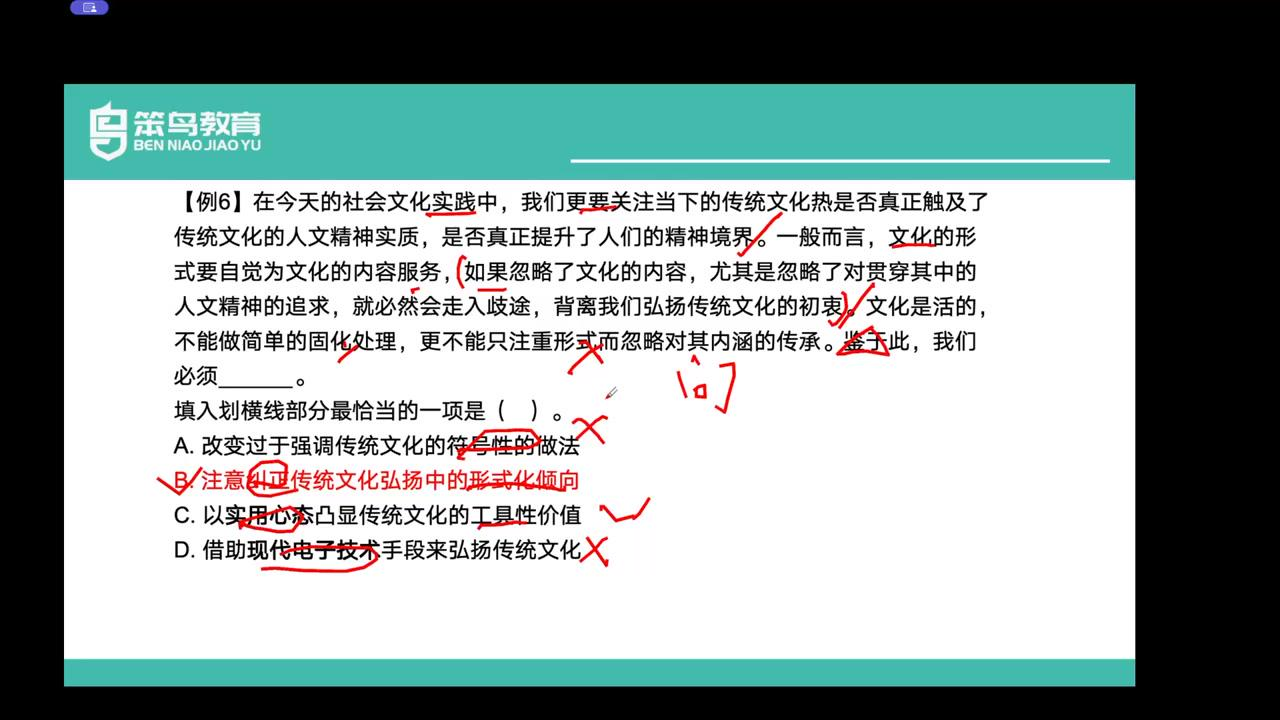 笨鸟教育
BEN NIAO JIAO YU
【例6】在今天的社会文化实践中，我们更要关注当下的传统文化热是否真正触及了
传统文化的人文精神实质，是否真正提升了人们的精神境界。一般而言，文化的形
式要自觉为文化的内容服务，如果忽略了文化的内容，尤其是忽略了对贯穿其中的
人文精神的追求，就必然会走入歧途，背离我们弘扬传统文化的初衷。文化是活的，
不能做简单的固化处理，更不能只注重形式而忽略对其内涵的传承。鉴于此，我们
必须______。
填入划横线部分最恰当的一项是（ ）。
A. 改变过于强调传统文化的符号性的做法
B. 注意纠正传统文化弘扬中的形式化倾向
C. 以实用心态凸显传统文化的工具性价值
D. 借助现代电子技术手段来弘扬传统文化